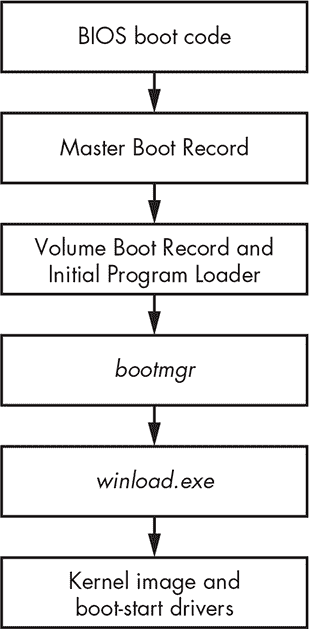 BIOS boot code
Master Boot Record
Volume Boot Record and
Initial Program Loader
bootmgr
winload.exe
Kernel image and
boot-start drivers